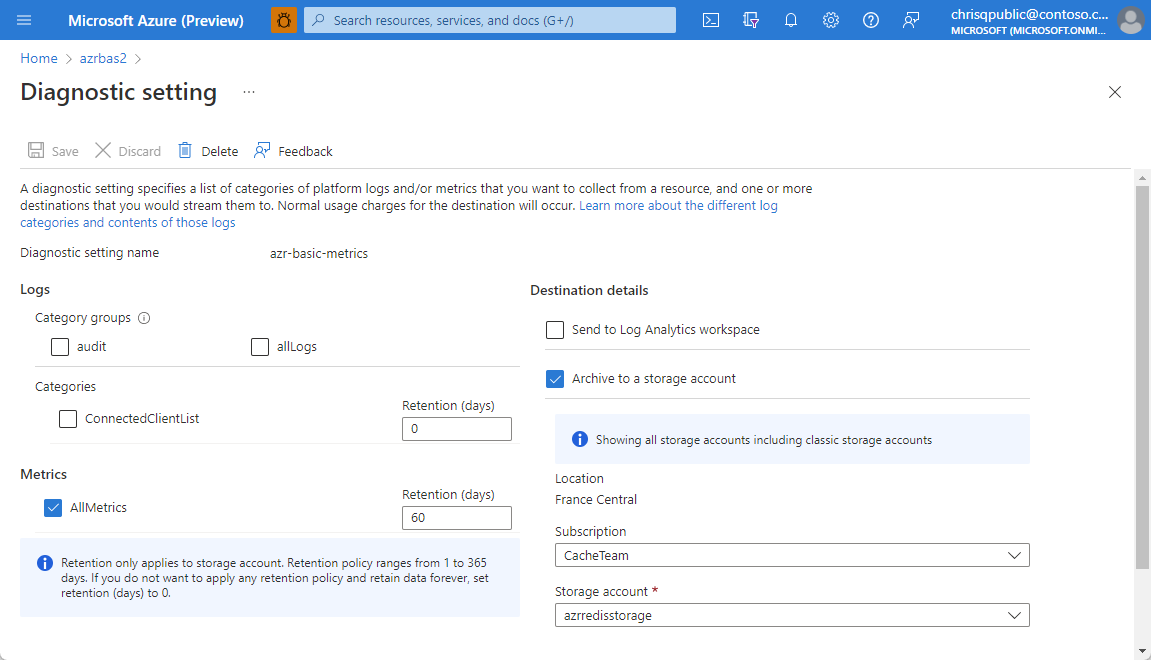 Microsoft Azure (Preview)
Search resources, services, and docs (G+/)
chrisqpublic@contoso.c...
MICROSOFT (MICROSOFT.ONMI...
Home > azrbas2 >
Diagnostic setting ...
Save Discard Delete Feedback
A diagnostic setting specifies a list of categories of platform logs and/or metrics that you want to collect from a resource, and one or more
destinations that you would stream them to. Normal usage charges for the destination will occur. Learn more about the different log
categories and contents of those logs
Diagnostic setting name azr-basic-metrics
Logs
Category groups
audit allLogs
Categories
ConnectedClientList
Retention (days)
0
Metrics
AllMetrics
Retention (days)
60
Retention only applies to storage account. Retention policy ranges from 1 to 365
days. If you do not want to apply any retention policy and retain data forever, set
retention (days) to 0.
Destination details
Send to Log Analytics workspace
Archive to a storage account
Showing all storage accounts including classic storage accounts
Location
France Central
Subscription
CacheTeam
Storage account *
azrredisstorage